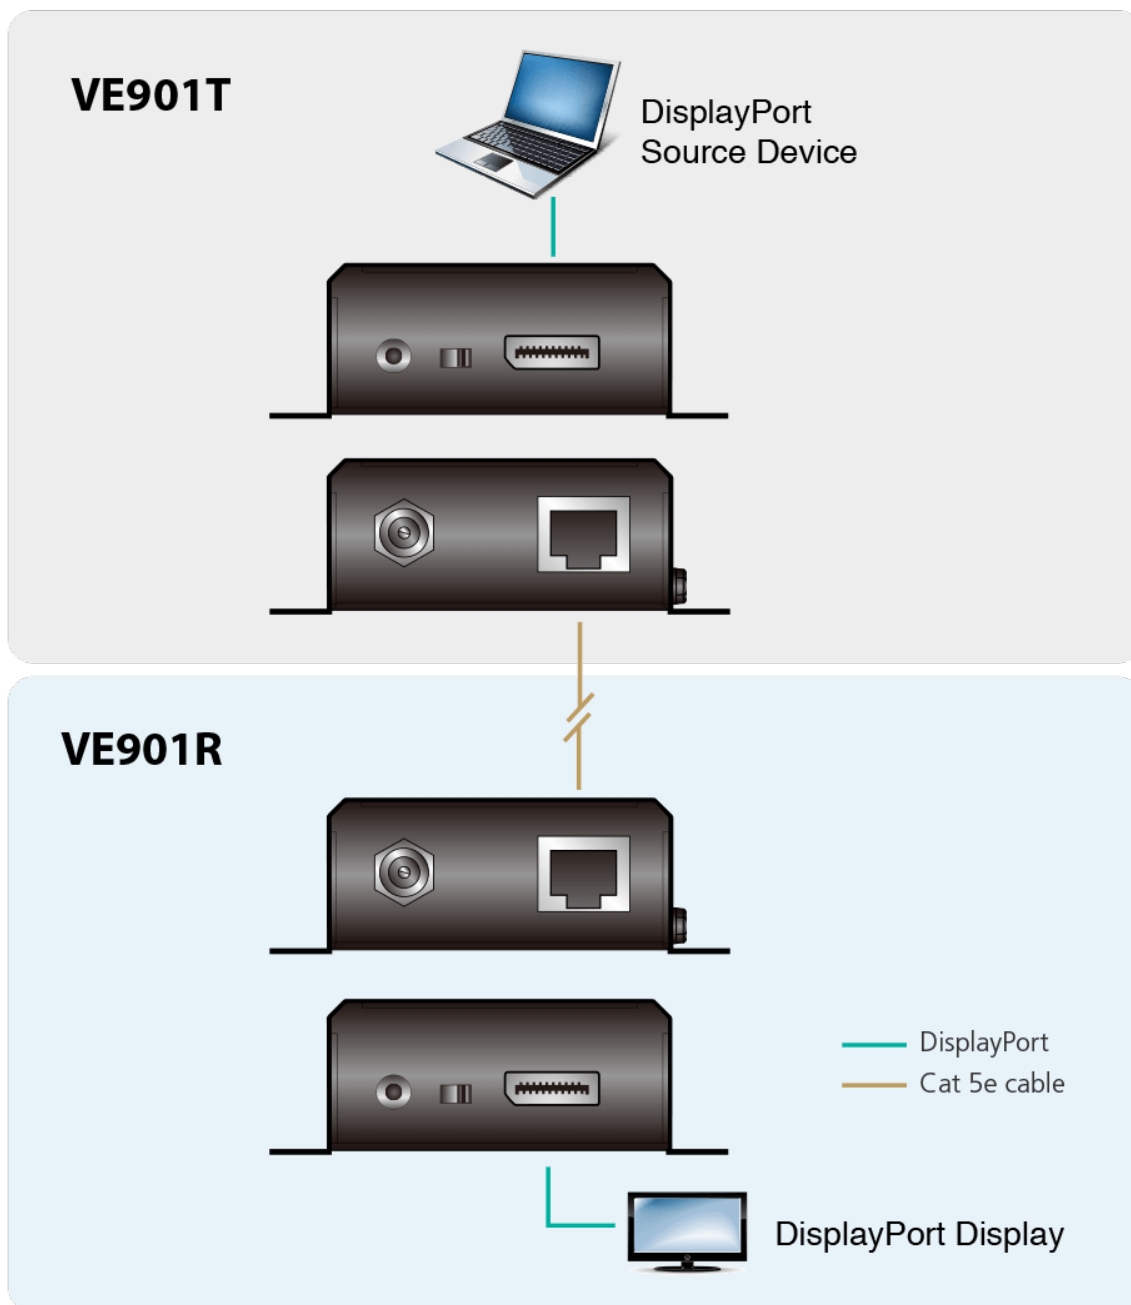 VE901T
DisplayPort
Source Device
VE901R
DisplayPort
Cat 5e cable
DisplayPort Display